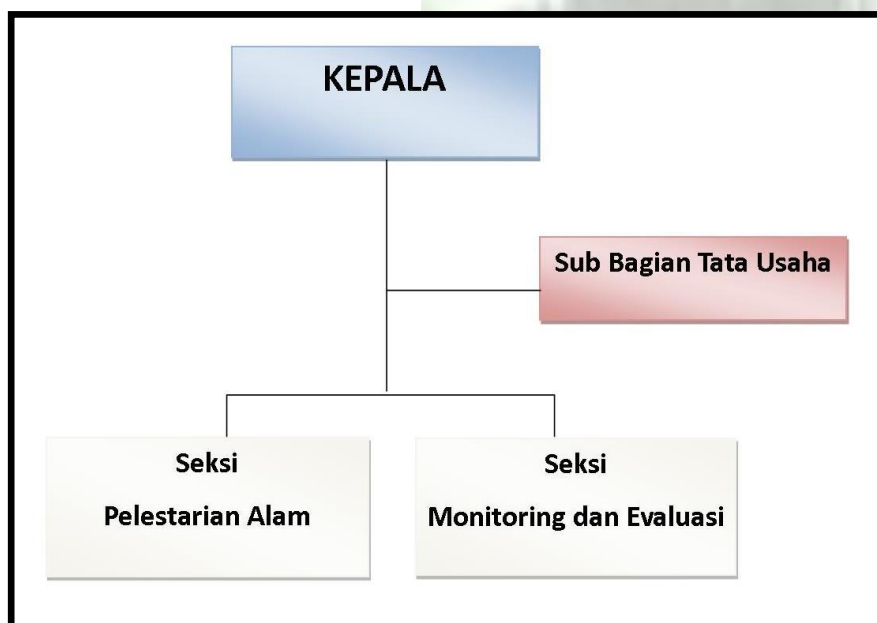 KEPALA
Sub Bagian Tata Usaha
Seksi
Pelestarian Alam
Seksi
Monitoring dan Evaluasi